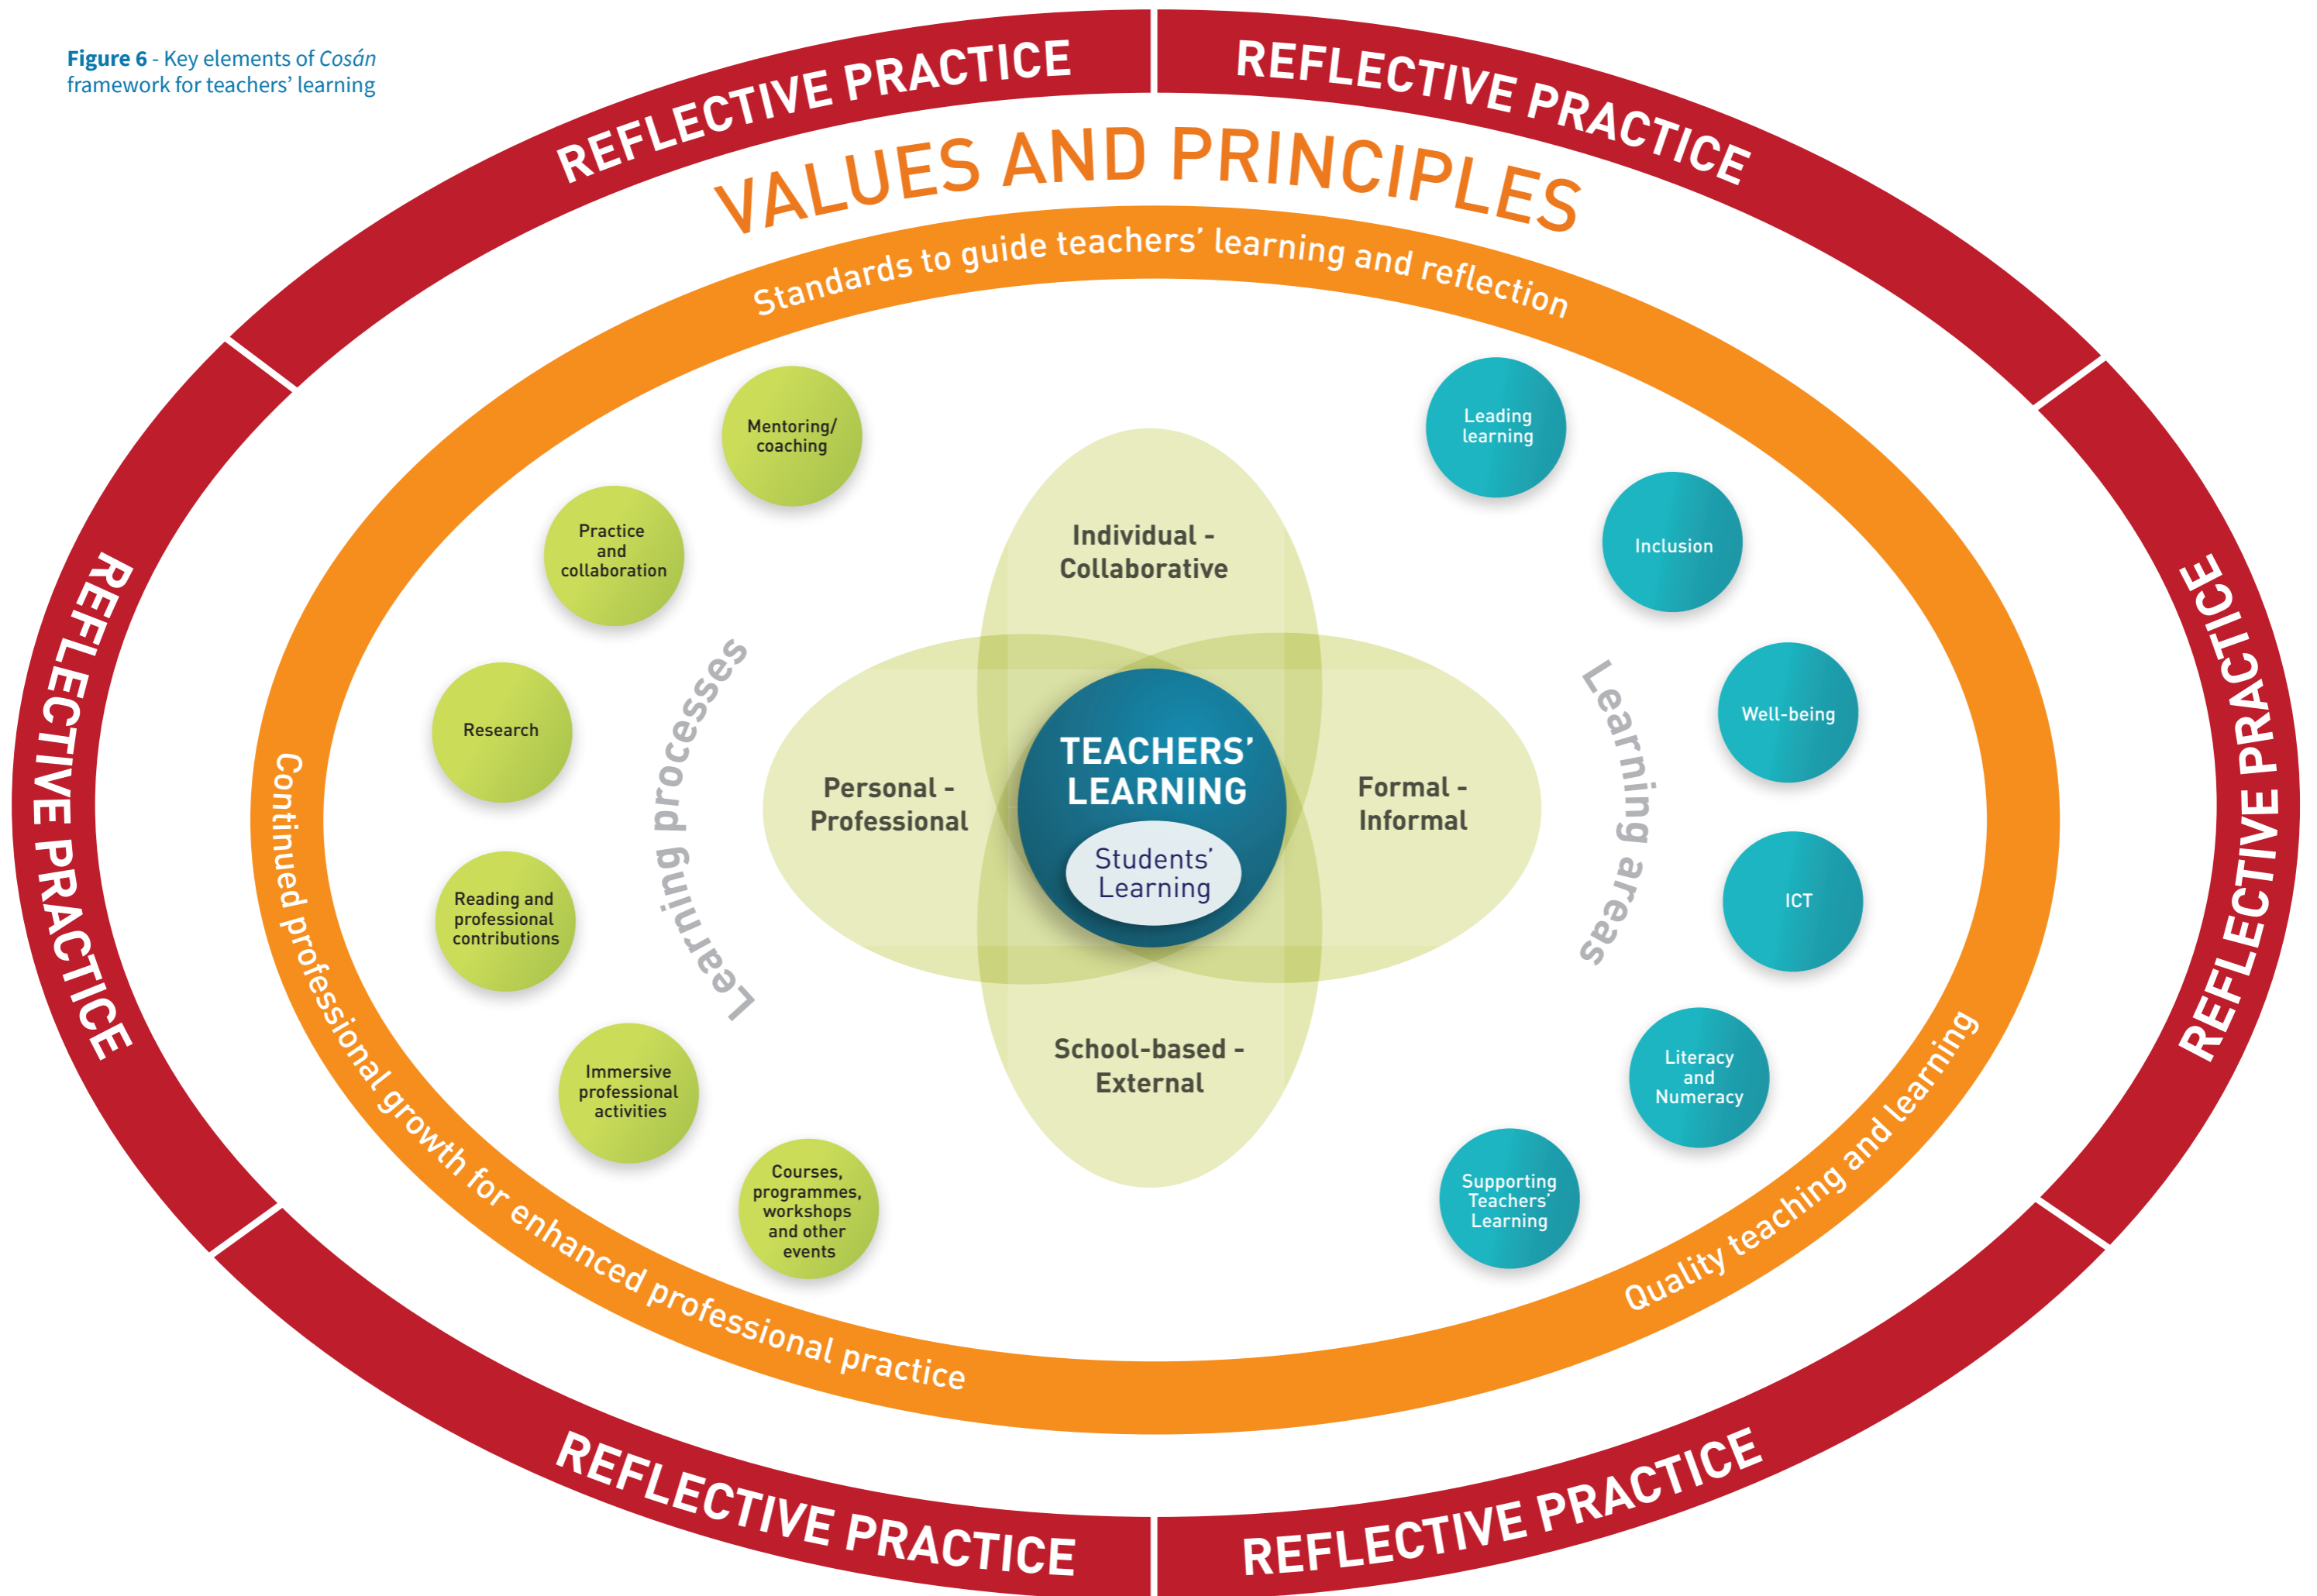 Figure 6 - Key elements of Cosán
framework for teachers’ learning
REFLECTIVE PRACTICE
REFLECTIVE PRACTICE
VALUES AND PRINCIPLES
Standards to guide teachers’ learning and reflection
Mentoring/
coaching
Practice
and
collaboration
Research
Reading and
professional
contributions
Immersive
professional
activities
Courses,
programmes,
workshops
and other
events
Learning processes
Individual -
Collaborative
Personal -
Professional
TEACHERS’
LEARNING
Students’
Learning
Formal -
Informal
School-based -
External
Learning areas
Leading
learning
Inclusion
Well-being
ICT
Literacy
and
Numeracy
Supporting
Teachers’
Learning
Continued professional growth for enhanced professional practice
Quality teaching and learning
REFLECTIVE PRACTICE
REFLECTIVE PRACTICE
REFLECTIVE PRACTICE
REFLECTIVE PRACTICE